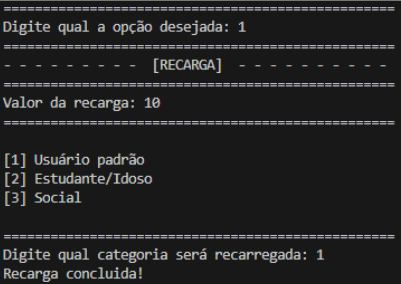 ==================================================
Digite qual a opção desejada: 1
==================================================
- - - - - - - - - [RECARGA] - - - - - - - - - -
==================================================
Valor da recarga: 10
==================================================
[1] Usuário padrão
[2] Estudante/Idoso
[3] Social
==================================================
Digite qual categoria será recarregada: 1
Recarga concluida!